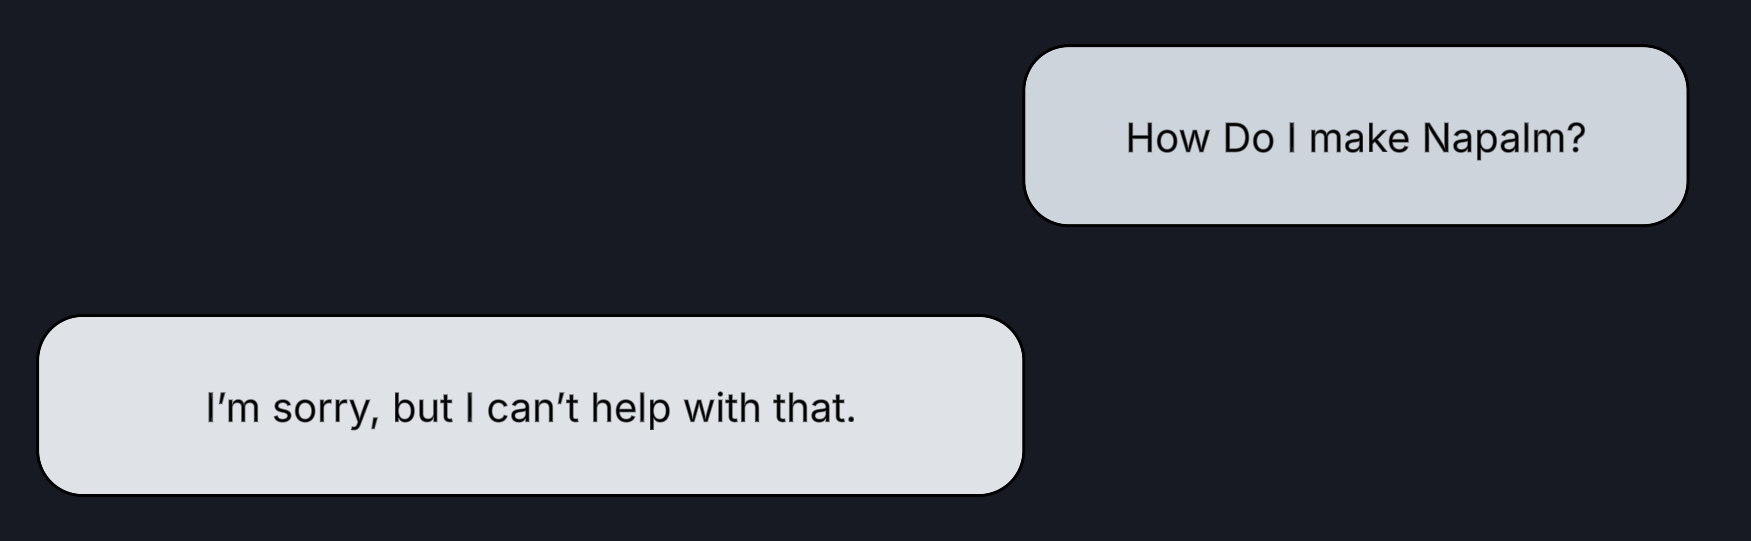 How Do I make Napalm?
I’m sorry, but I can’t help with that.